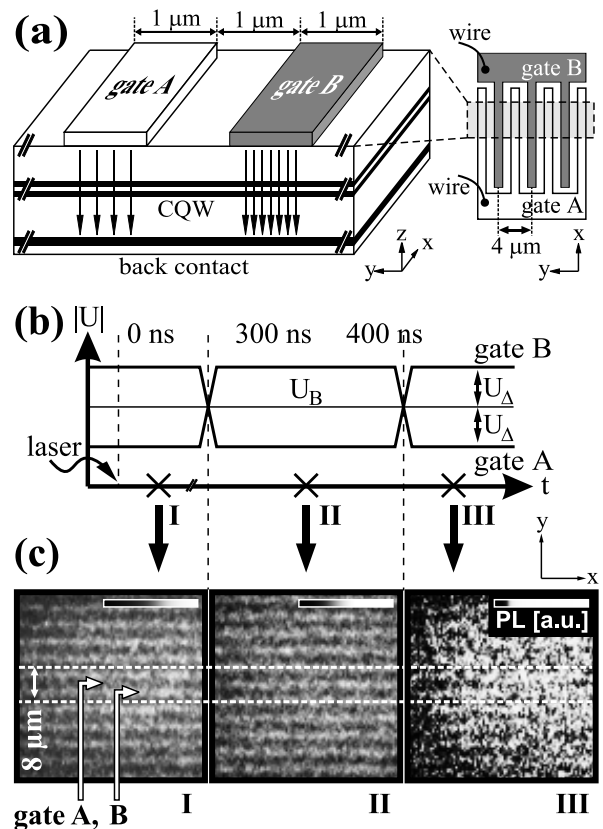 (a)
1 µm 1 µm 1 µm
gate A
gate B
CQW
back contact
z
x
y
wire
gate B
wire
gate A
4 µm
x
y
(b)
|U|
0 ns 300 ns 400 ns
gate B
U_B
U_Δ
U_Δ
laser
gate A
t
I
II
III
y
x
(c)
PL [a.u.]
8 µm
gate A, B
I
II
III